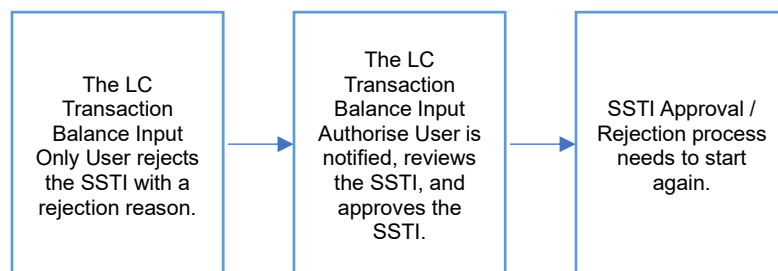 The LC
Transaction
Balance Input
Only User rejects
the SSTI with a
rejection reason.
The LC
Transaction
Balance Input
Authorise User is
notified, reviews
the SSTI, and
approves the
SSTI.
SSTI Approval /
Rejection process
needs to start
again.